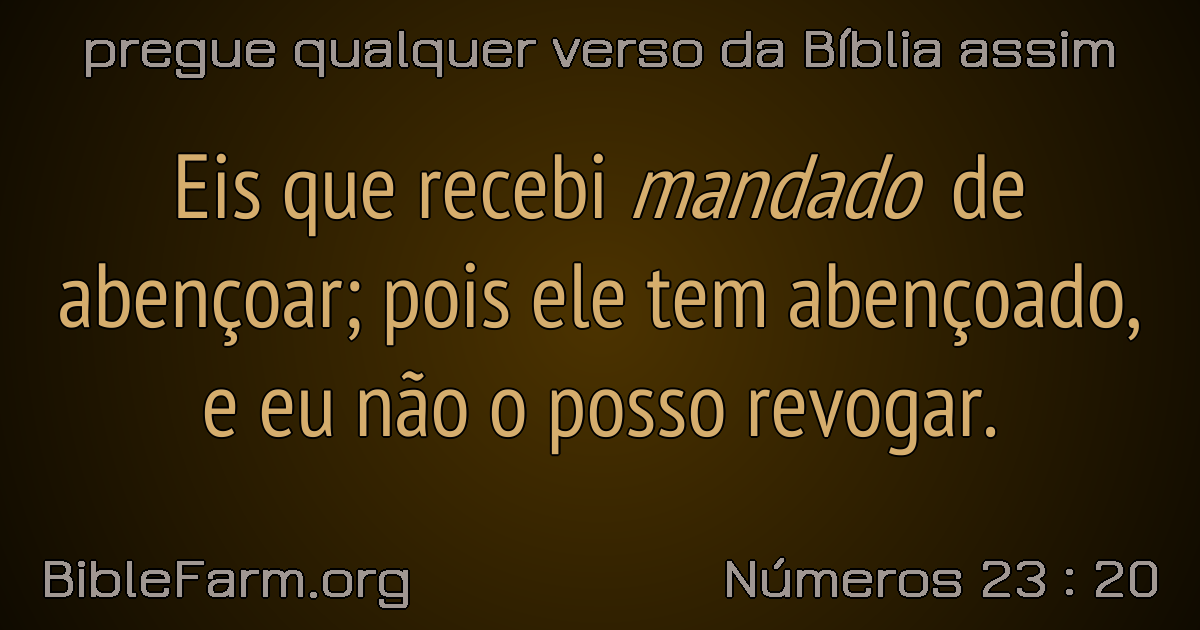 pregue qualquer verso da Bíblia assim
Eis que recebi mandado de
abençoar; pois ele tem abençoado,
e eu não o posso revogar.
BibleFarm.org
Números 23 : 20